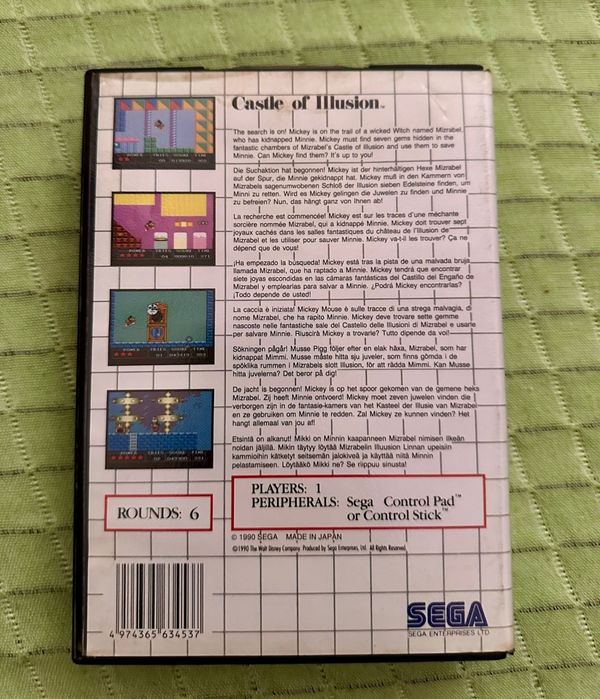 Castle of Illusion™
The search is on! Mickey is on the trail of a wicked Witch named Mizrabel,
who has kidnapped Minnie. Mickey must find seven gems hidden in the
fantastic chambers of Mizrabel's Castle of Illusion and use them to save
Minnie. Can Mickey find them? It's up to you!
Die Suchaktion hat begonnen! Mickey ist der hinterhältigen Hexe Mizrabel
auf der Spur, die Minnie gekidnappt hat. Mickey muß in den Kammern von
Mizrabels sagenumwobenen Schloß der Illusion sieben Edelsteine finden, um
Minni zu retten. Wird es Mickey gelingen die Juwelen zu finden und Minnie
zu befreien? Nun, das hängt ganz von Ihnen ab!
La recherche est commencée! Mickey est sur les traces d'une méchante
sorcière nommée Mizrabel, qui a kidnappé Minnie. Mickey doit trouver sept
joyaux cachés dans les salles fantastiques du château de l'Illusion de
Mizrabel et les utiliser pour sauver Minnie. Mickey va-t-il les trouver? Ça ne
dépend que de vous!
¡Ha empezado la búsqueda! Mickey está tras la pista de una malvada bruja
llamada Mizrabel, que ha raptado a Minnie. Mickey tendrá que encontrar
siete joyas escondidas en las cámaras fantásticas del Castillo del Engaño de
Mizrabel y emplearlas para salvar a Minnie. ¿Podrá Mickey encontrarlas?
¡Todo depende de usted!
La caccia è iniziata! Mickey Mouse è sulle tracce di una strega malvagia, di
nome Mizrabel, che ha rapito Minnie. Mickey deve trovare sette gemme
nascoste nelle fantastiche sale del Castello delle Illusioni di Mizrabel e usarle
per salvare Minnie. Riuscirà Mickey a trovarle? Tutto dipende da voi!
Sökningen pågår! Musse Pigg följer efter en elak häxa, Mizrabel, som har
kidnappat Mimmi. Musse måste hitta sju juveler, som finns gömda i de
spöklika rummen i Mizrabels slott Illusion, för att rädda Mimmi. Kan Musse
hitta juvelerna? Det beror på dig!
De jacht is begonnen! Mickey is op het spoor gekomen van de gemene heks
Mizrabel. Zij heeft Minnie ontvoerd! Mickey moet zeven juwelen vinden die
verborgen zijn in de fantasie-kamers van het Kasteel der Illusie van Mizrabel
en ze gebruiken om Minnie te redden. Zal Mickey ze kunnen vinden? Het
hangt allemaal van jou af!
Etsintä on alkanut! Mikki on Minnin kaapanneen Mizrabel nimisen ilkeän
noidan jäljillä. Mikin täytyy löytää Mizrabelin Illuusion Linnan upeisiin
kammioihin kätketyt seitsemän jalokiveä ja käyttää niitä Minnin
pelastamiseen. Löytääkö Mikki ne? Se riippuu sinusta!
ROUNDS: 6
PLAYERS: 1
PERIPHERALS: Sega Control Pad™
or Control Stick™
© 1990 SEGA MADE IN JAPAN
©1990 The Walt Disney Company Produced by Sega Enterprises, Ltd. All Rights Reserved.
4 974365 634537
SEGA
SEGA ENTERPRISES LTD